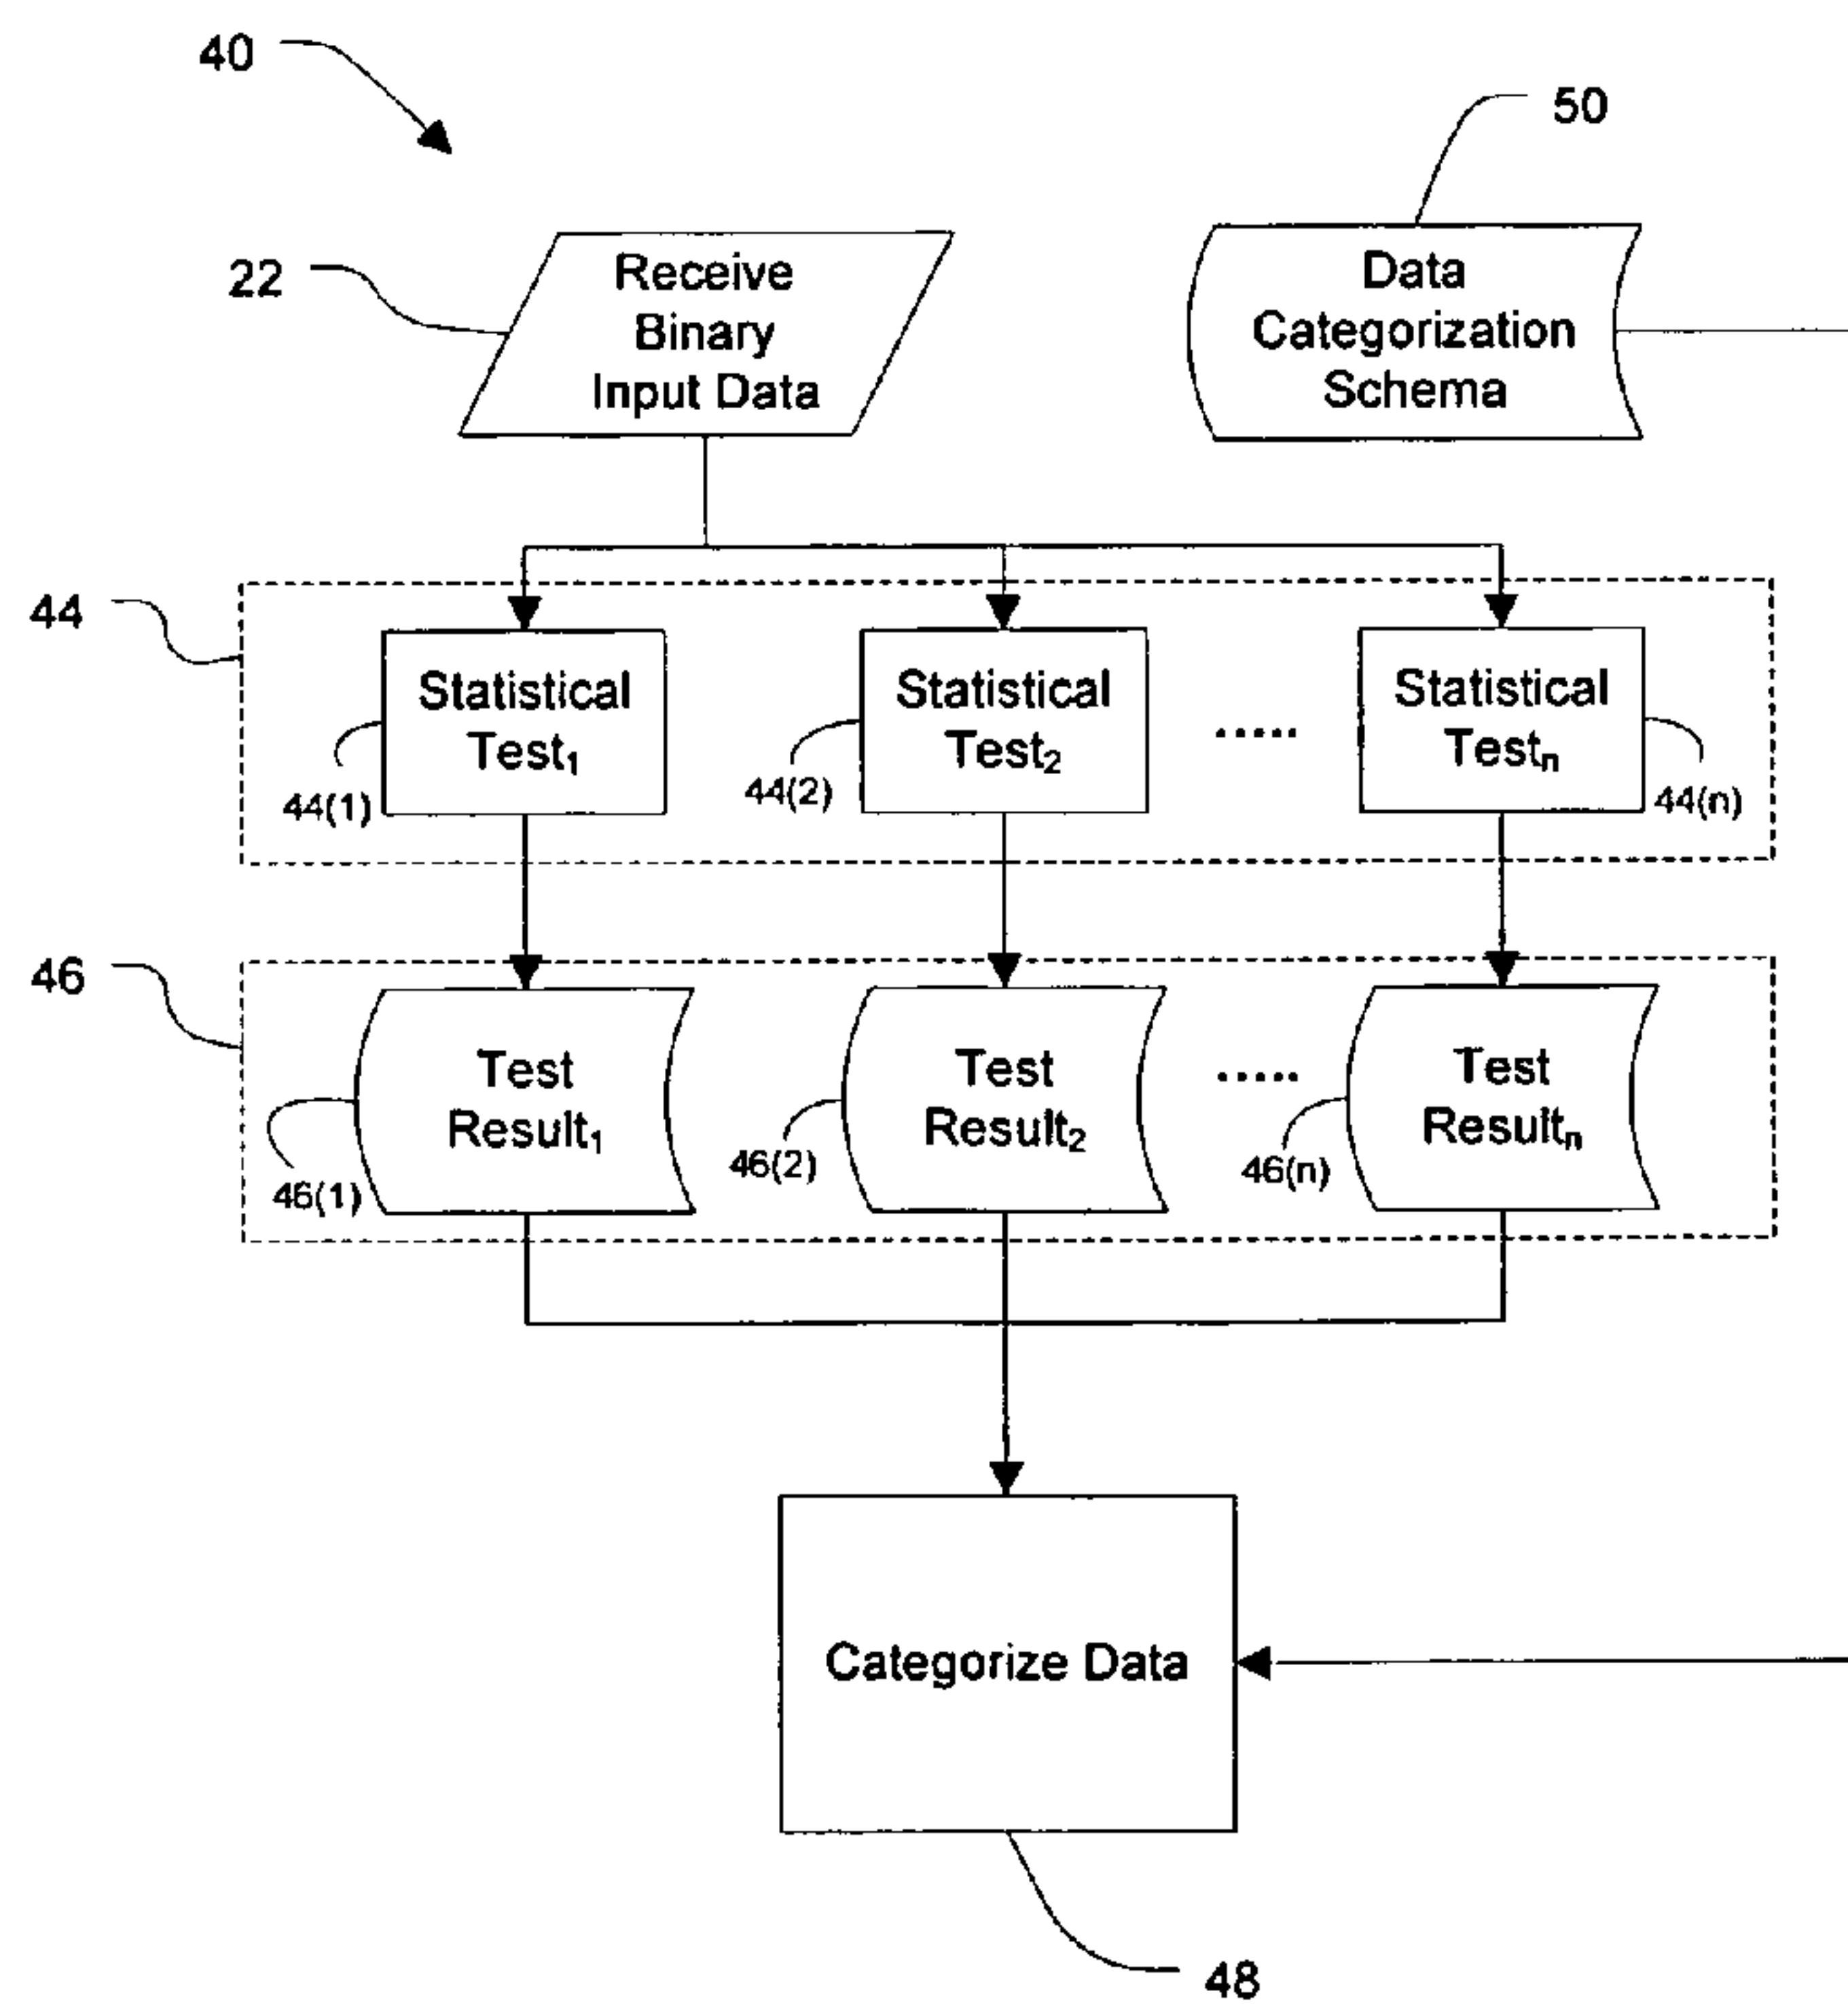 40
50
22
Receive
Binary
Input Data
Data
Categorization
Schema
44
Statistical
Test₁
44(1)
Statistical
Test₂
44(2)
.....
Statistical
Testₙ
44(n)
46
Test
Result₁
46(1)
Test
Result₂
46(2)
.....
Test
Resultₙ
46(n)
Categorize Data
48